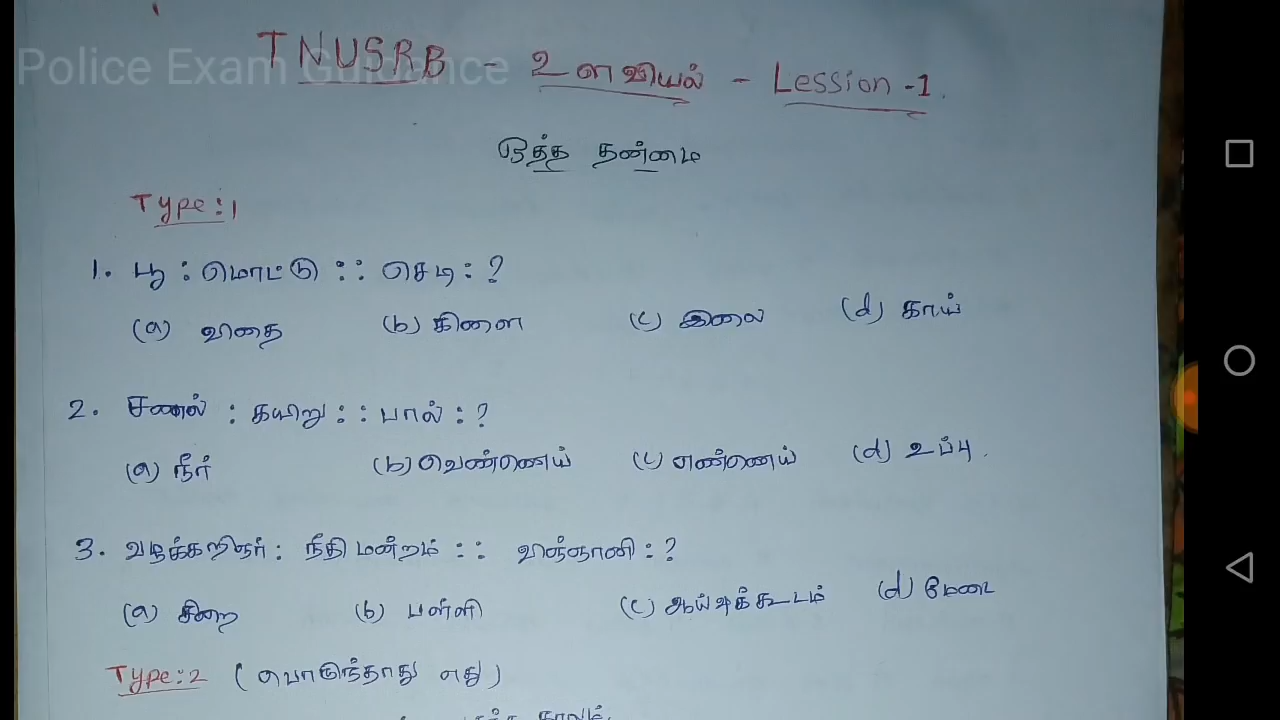 Police Exam Guidance
TNUSRB - உளவியல் - Lession -1.
ஒத்த தன்மை
Type:1
1. பூ : மொட்டு :: செடி : ?
(a) விதை (b) கிளை (c) இலை (d) காய்
2. சணல் : கயிறு :: பால் : ?
(a) நீர் (b) வெண்ணெய் (c) எண்ணெய் (d) உப்பு.
3. வழக்கறிஞர் : நீதி மன்றம் :: விஞ்ஞானி : ?
(a) சிறை (b) பள்ளி (c) ஆய்வுக்கூடம் (d) மேடை
Type:2 (பொருந்தாது எது)